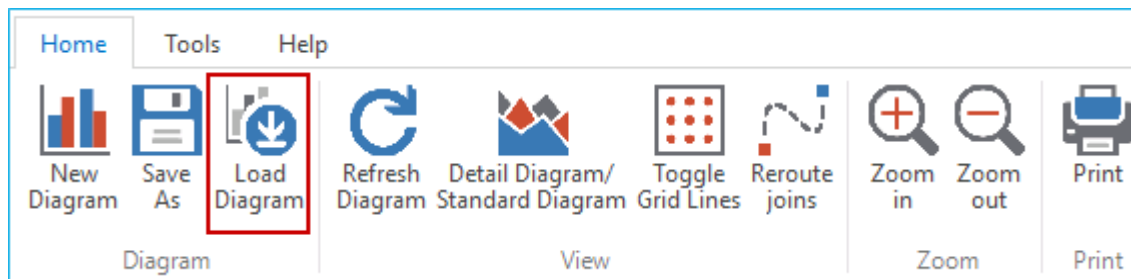 Home Tools Help
New Save Load Refresh Detail Diagram/ Toggle Reroute Zoom Zoom Print
Diagram As Diagram Diagram Standard Diagram Grid Lines joins in out
Diagram View Zoom Print